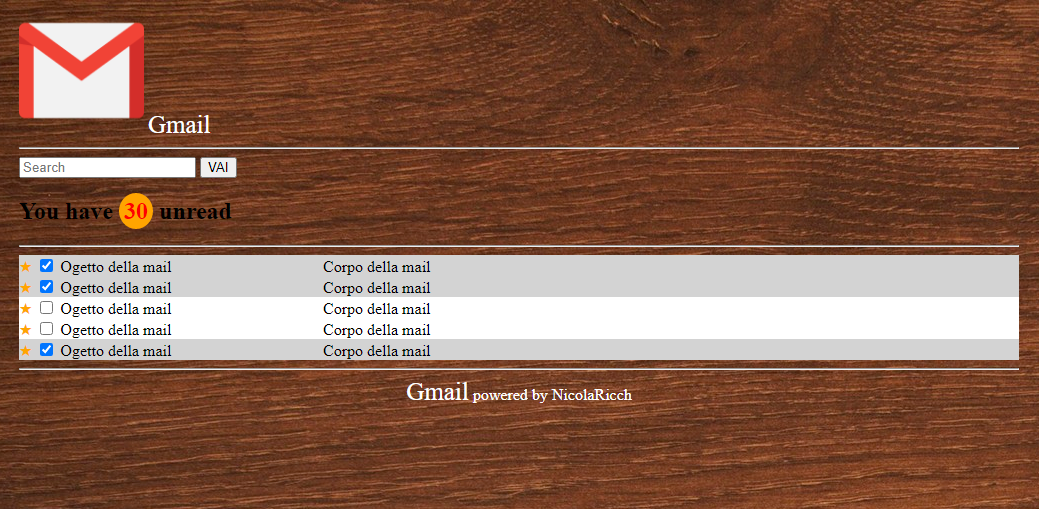 Gmail
Search VAI
You have 30 unread
★ Ogetto della mail Corpo della mail
★ Ogetto della mail Corpo della mail
★ Ogetto della mail Corpo della mail
★ Ogetto della mail Corpo della mail
★ Ogetto della mail Corpo della mail
Gmail powered by NicolaRicch